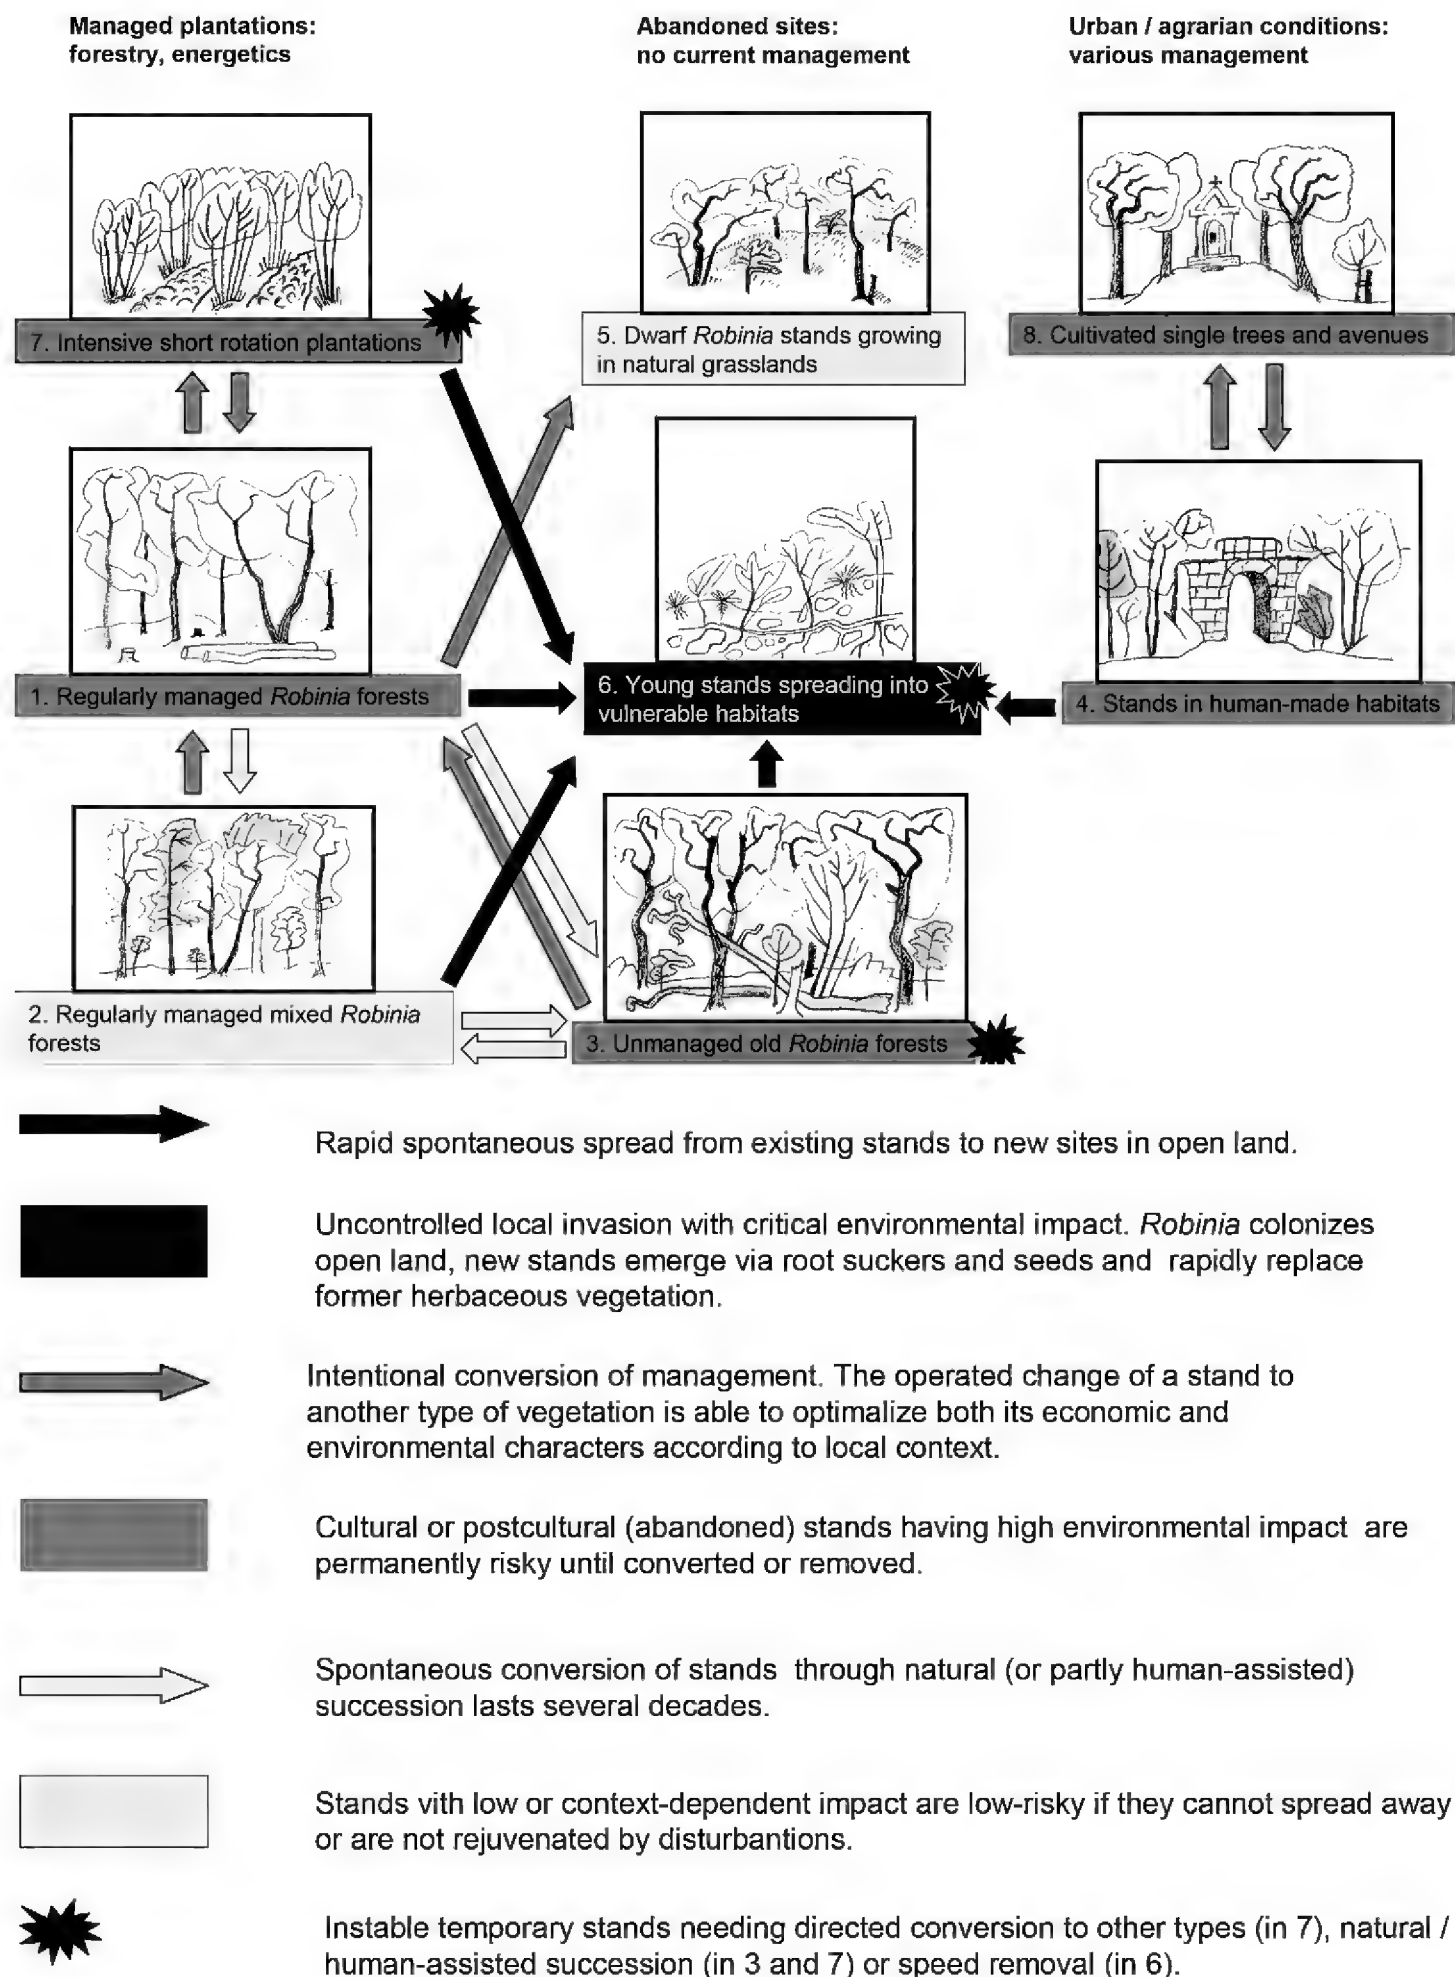 Managed plantations:
forestry, energetics
Abandoned sites:
no current management
Urban / agrarian conditions:
various management
7. Intensive short rotation plantations
5. Dwarf Robinia stands growing
in natural grasslands
8. Cultivated single trees and avenues
1. Regularly managed Robinia forests
6. Young stands spreading into
vulnerable habitats
4. Stands in human-made habitats
2. Regularly managed mixed Robinia
forests
3. Unmanaged old Robinia forests
Rapid spontaneous spread from existing stands to new sites in open land.
Uncontrolled local invasion with critical environmental impact. Robinia colonizes
open land, new stands emerge via root suckers and seeds and rapidly replace
former herbaceous vegetation.
Intentional conversion of management. The operated change of a stand to
another type of vegetation is able to optimalize both its economic and
environmental characters according to local context.
Cultural or postcultural (abandoned) stands having high environmental impact are
permanently risky until converted or removed.
Spontaneous conversion of stands through natural (or partly human-assisted)
succession lasts several decades.
Stands vith low or context-dependent impact are low-risky if they cannot spread away
or are not rejuvenated by disturbantions.
Instable temporary stands needing directed conversion to other types (in 7), natural /
human-assisted succession (in 3 and 7) or speed removal (in 6).